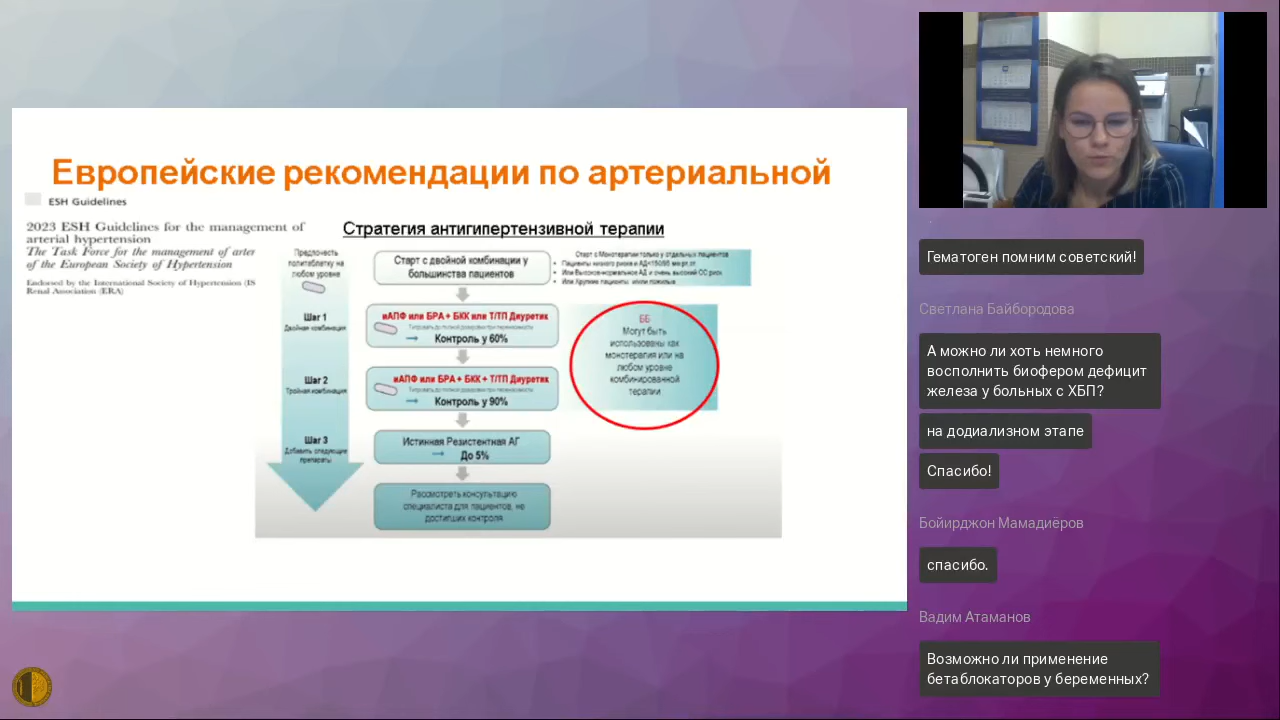 Европейские рекомендации по артериальной
ESH Guidelines
2023 ESH Guidelines for the management of
arterial hypertension
The Task Force for the management of arter
of the European Society of Hypertension
Endorsed by the International Society of Hypertension (IS
Renal Association (ERA)
Стратегия антигипертензивной терапии
Предпочесть
политаблетку на
любом уровне
Старт с двойной комбинации у
большинства пациентов
Старт с Монотерапии только у отдельных пациентов
Шаг 1
Двойная комбинация
иАПФ или БРА + БКК или Т/ТП Диуретик
Контроль у 60%
Шаг 2
Тройная комбинация
иАПФ или БРА + БКК + Т/ТП Диуретик
Контроль у 90%
Шаг 3
Добавить следующие
препараты
Истинная Резистентная АГ
До 5%
Рассмотреть консультацию
специалиста для пациентов, не
достигших контроля
ББ
Могут быть
использованы как
монотерапия или на
любом уровне
комбинированной
терапии
Гематоген помним советский!
Светлана Байбородова
А можно ли хоть немного
восполнить биофером дефицит
железа у больных с ХБП?
на додиализном этапе
Спасибо!
Бойирджон Мамадиёров
спасибо.
Вадим Атаманов
Возможно ли применение
бетаблокаторов у беременных?